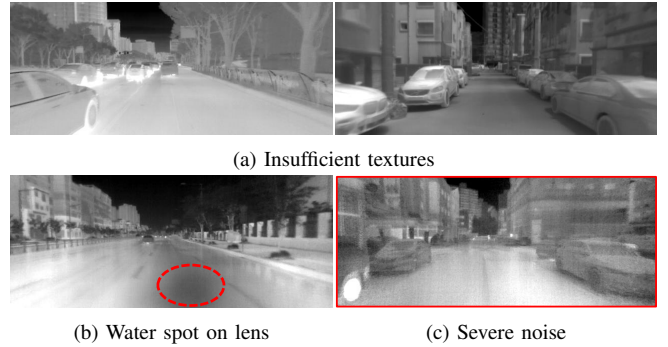 (a) Insufficient textures
(b) Water spot on lens
(c) Severe noise